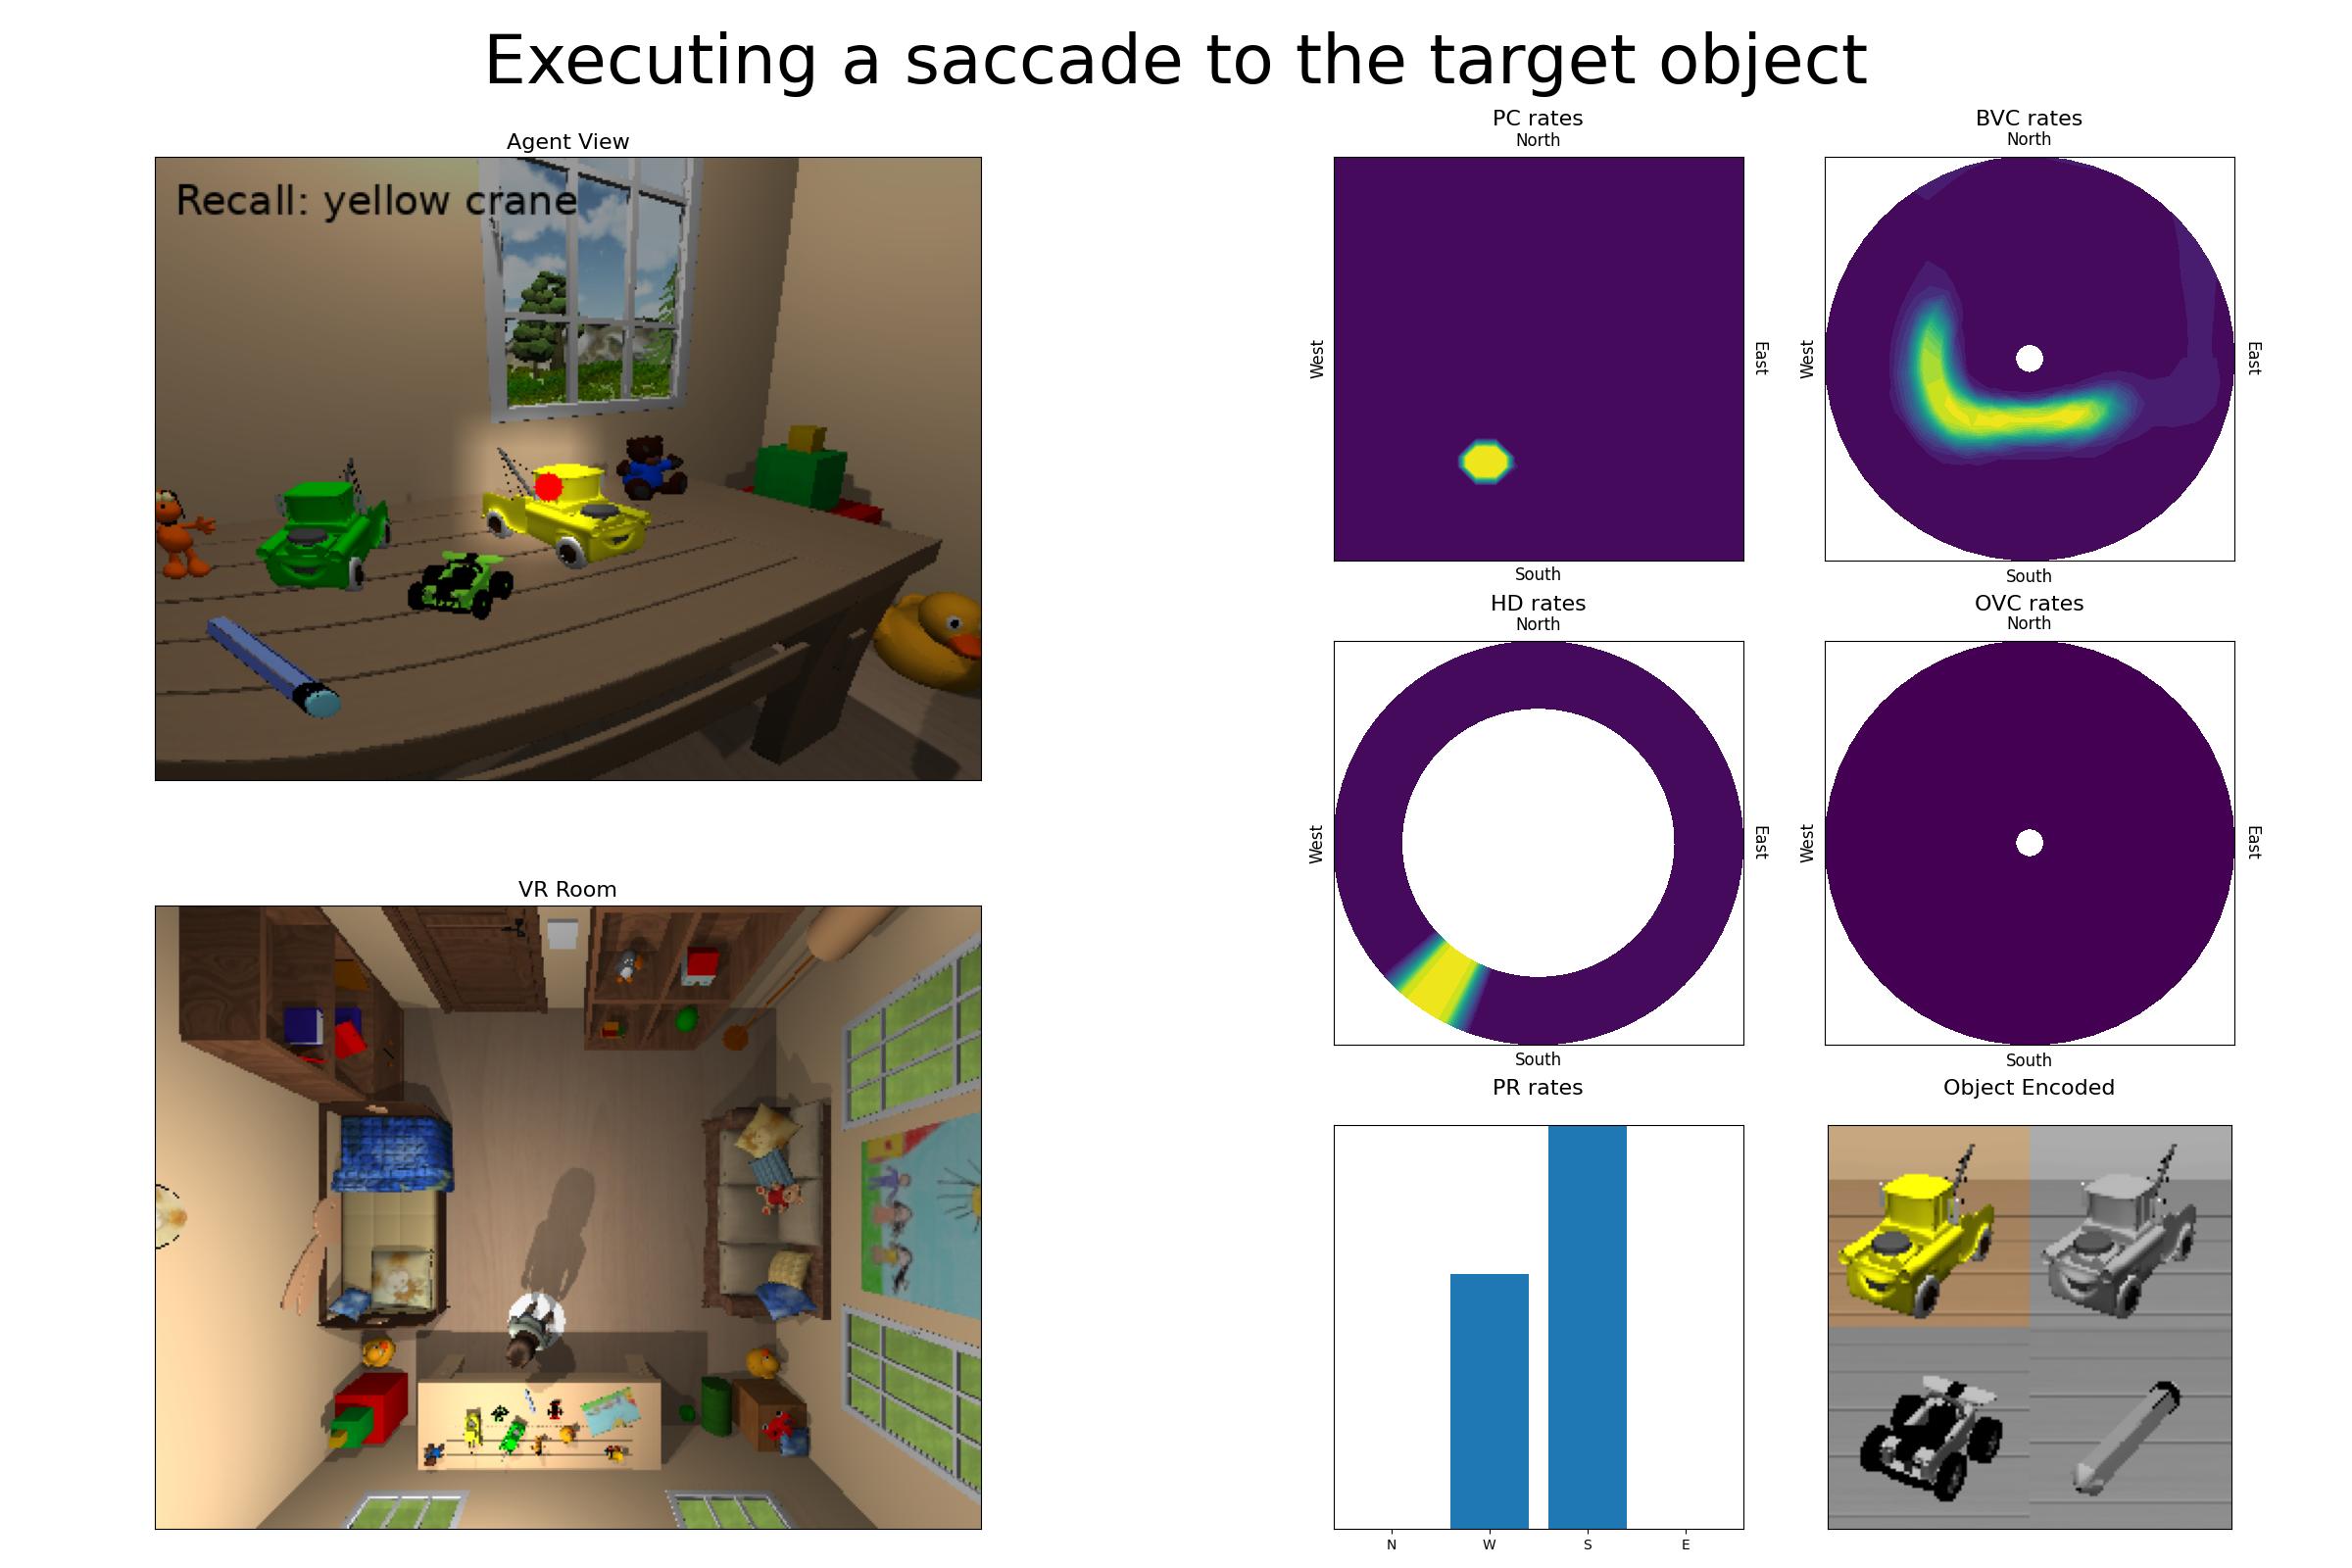 Executing a saccade to the target object
Agent View
Recall: yellow crane
VR Room
PC rates
North
West
East
South
BVC rates
North
West
East
South
HD rates
North
West
East
South
OVC rates
North
West
East
South
PR rates
N W S E
Object Encoded